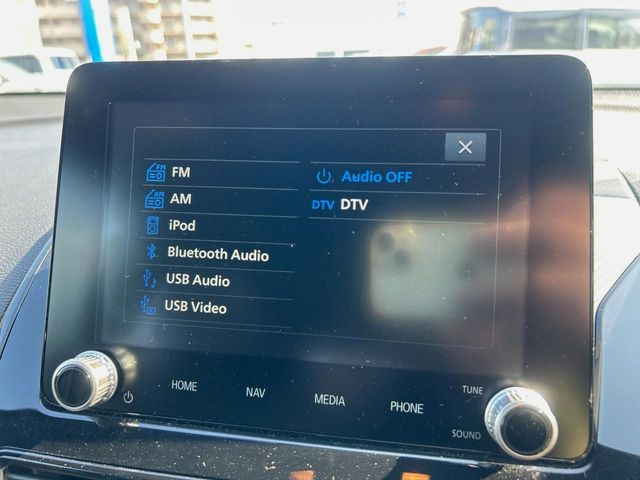 FM
AM
iPod
Bluetooth Audio
USB Audio
USB Video
Audio OFF
DTV DTV
HOME
NAV
MEDIA
PHONE
TUNE
SOUND